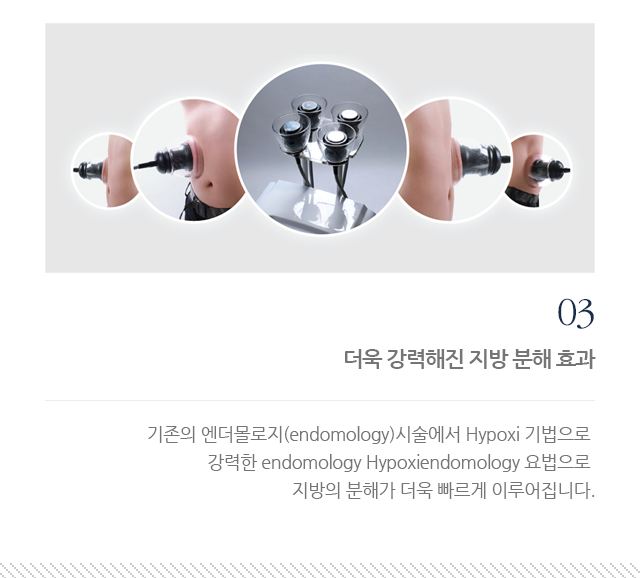 03
더욱 강력해진 지방 분해 효과
기존의 엔더몰로지(endomology)시술에서 Hypoxi 기법으로
강력한 endomology Hypoxiendomology 요법으로
지방의 분해가 더욱 빠르게 이루어집니다.